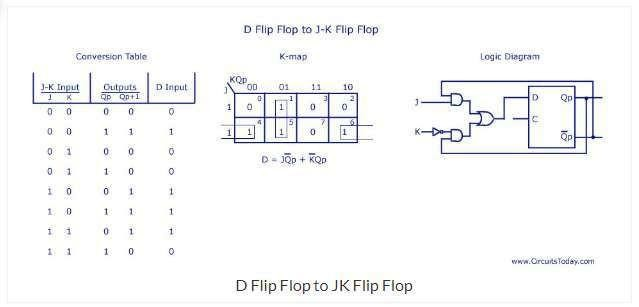 D Flip Flop to J-K Flip Flop
Conversion Table
J-K Input Outputs D Input
J K Qp Qp+1
0 0 0 0 0
0 0 1 1 1
0 1 0 0 0
0 1 1 0 0
1 0 0 1 1
1 0 1 1 1
1 1 0 1 1
1 1 1 0 0
K-map
KQp
J 00 01 11 10
1 0 0 1 1 0 3 0 2
1 1 4 1 5 0 7 1 6
D = JQ̅p + K̅Qp
Logic Diagram
J
K
D Qp
C
Q̅p
www.CircuitsToday.com
D Flip Flop to JK Flip Flop